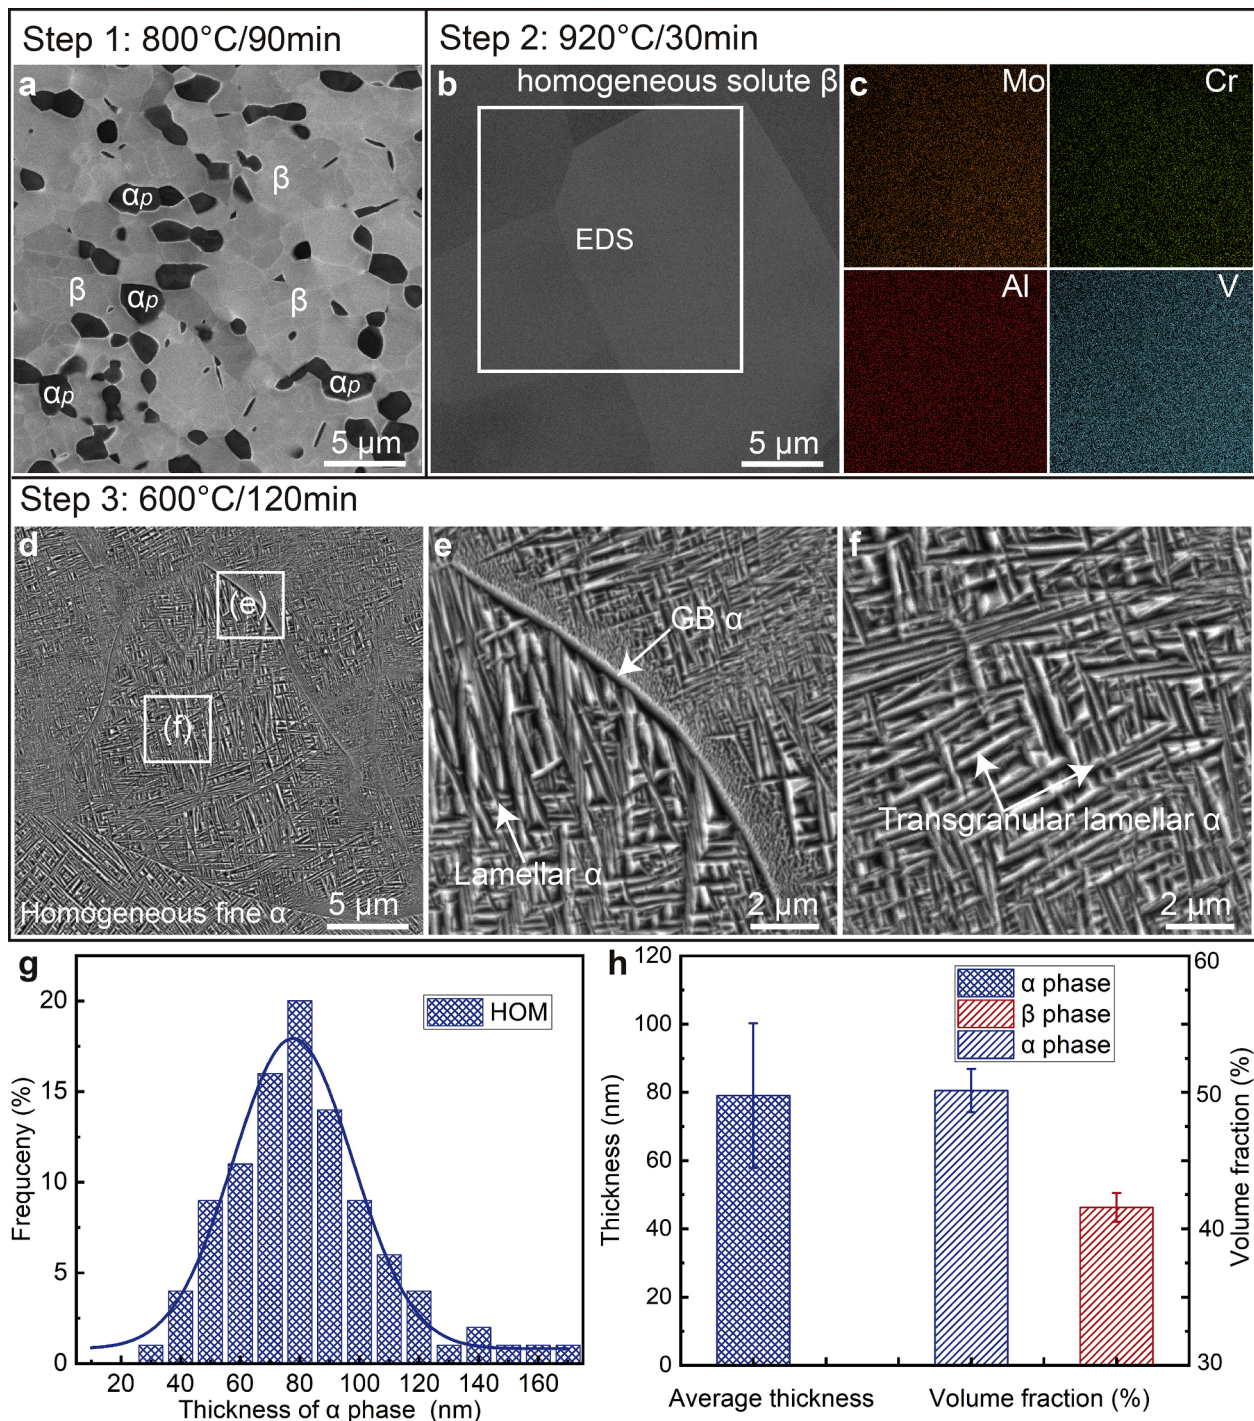 Step 1: 800°C/90min
Step 2: 920°C/30min
a
αp
β
β
αp
β
αp
αp
5 μm
b
homogeneous solute β
EDS
5 μm
c
Mo
Cr
Al
V
Step 3: 600°C/120min
d
(e)
(f)
Homogeneous fine α
5 μm
e
GB α
Lamellar α
2 μm
f
Transgranular lamellar α
2 μm
g
HOM
Frequceny (%)
20
15
10
5
0
20 40 60 80 100 120 140 160
Thickness of α phase (nm)
h
α phase
β phase
α phase
Thickness (nm)
120
100
80
60
40
20
0
Volume fraction (%)
60
50
40
30
Average thickness
Volume fraction (%)